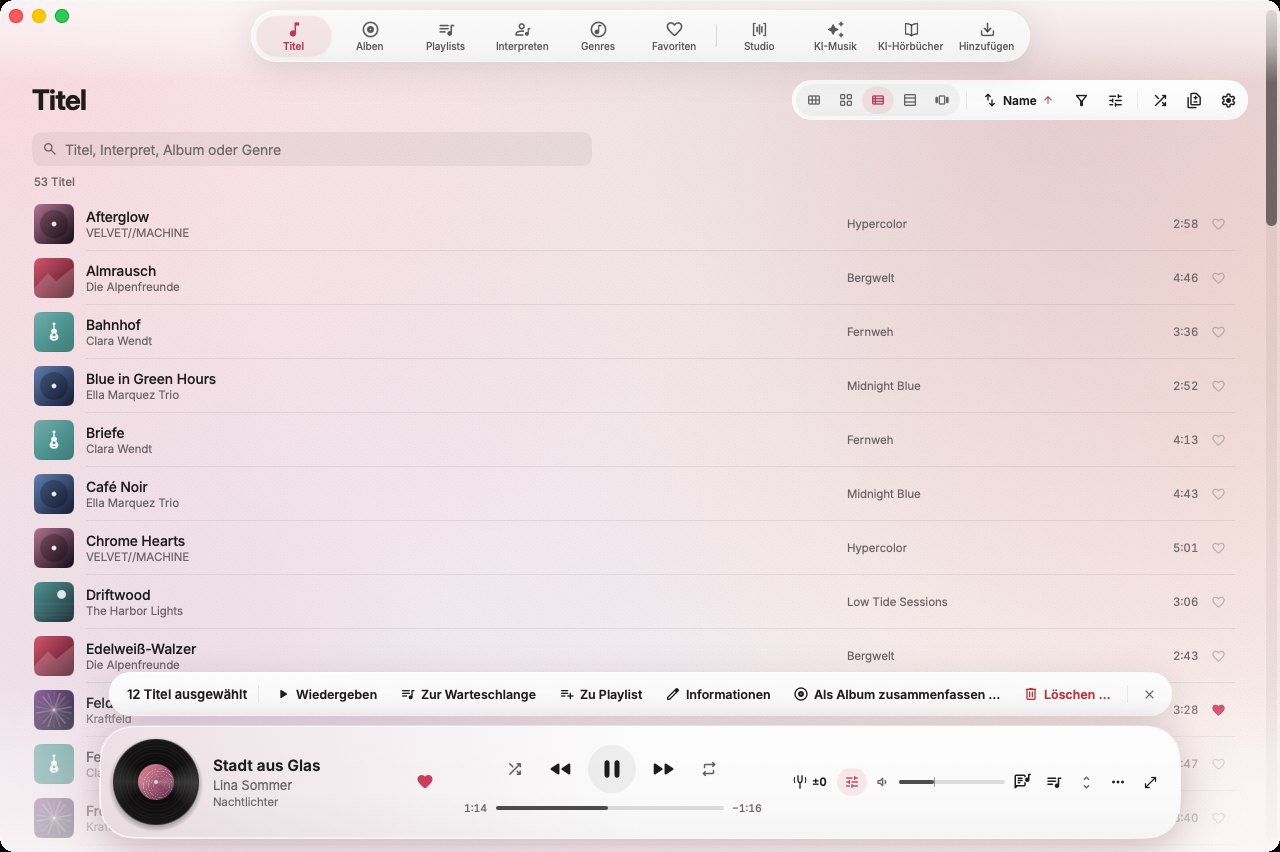 Titel
Alben
Playlists
Interpreten
Genres
Favoriten
Studio
KI-Musik
KI-Hörbücher
Hinzufügen
Titel
Name
Titel, Interpret, Album oder Genre
53 Titel
Afterglow
VELVET//MACHINE
Hypercolor
2:58
Almrausch
Die Alpenfreunde
Bergwelt
4:46
Bahnhof
Clara Wendt
Fernweh
3:36
Blue in Green Hours
Ella Marquez Trio
Midnight Blue
2:52
Briefe
Clara Wendt
Fernweh
4:13
Café Noir
Ella Marquez Trio
Midnight Blue
4:43
Chrome Hearts
VELVET//MACHINE
Hypercolor
5:01
Driftwood
The Harbor Lights
Low Tide Sessions
3:06
Edelweiß-Walzer
Die Alpenfreunde
Bergwelt
2:43
12 Titel ausgewählt
Wiedergeben
Zur Warteschlange
Zu Playlist
Informationen
Als Album zusammenfassen ...
Löschen ...
Kraftfeld
3:28
Stadt aus Glas
Lina Sommer
Nachtlichter
1:14
−1:16
±0